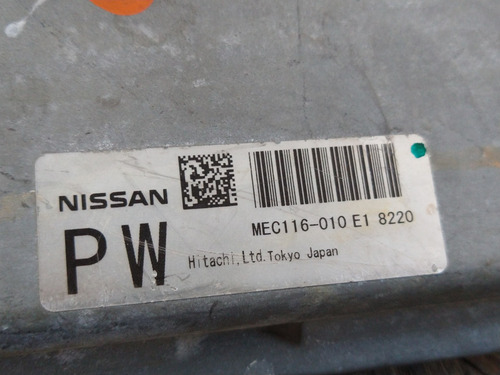 NISSAN
MEC116-010 E1 8220
PW
Hitachi,Ltd.Tokyo Japan